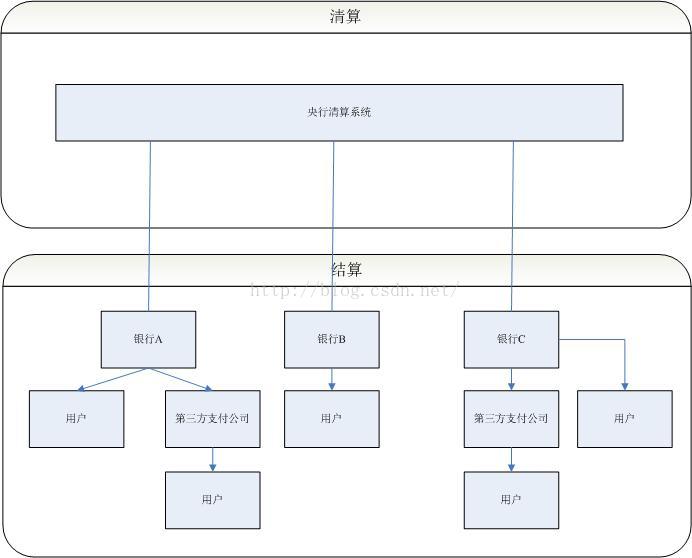 清算
央行清算系统
结算
http://blog.csdn.net/
银行A
银行B
银行C
用户
第三方支付公司
用户
第三方支付公司
用户
用户
用户